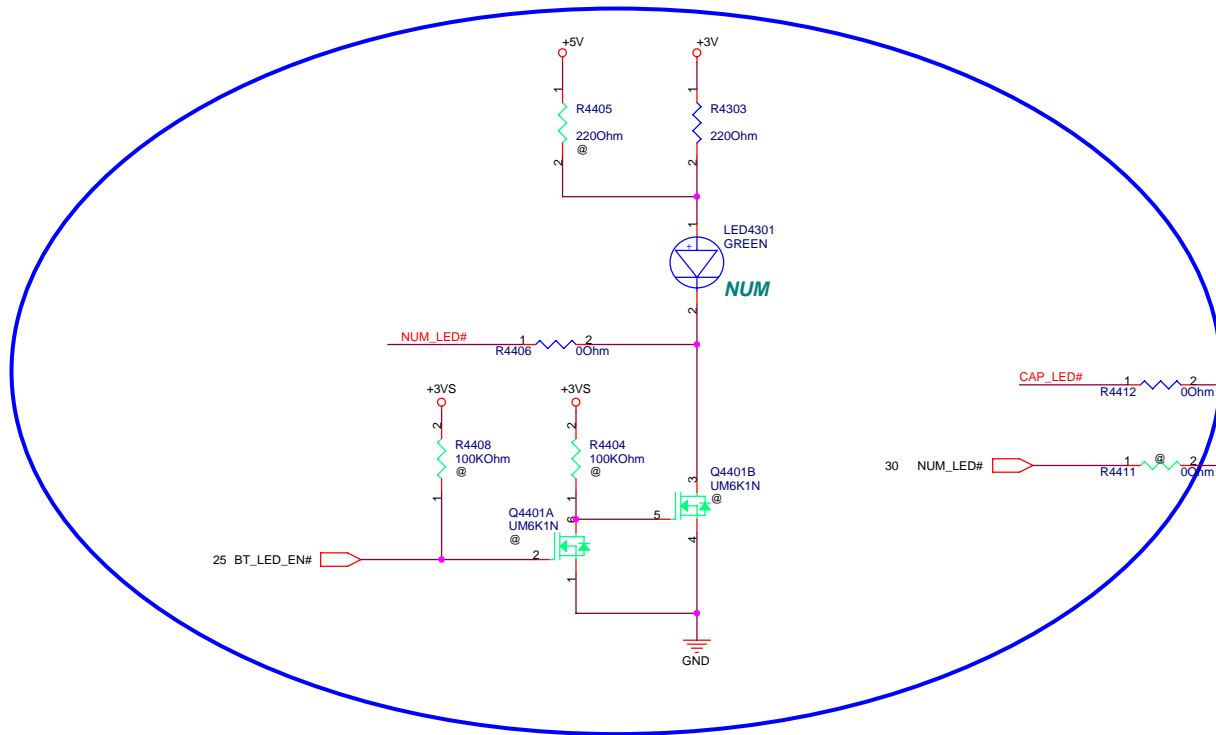 +5V
+3V
1
1
R4405
R4303
220Ohm
220Ohm
@
2
2
1
LED4301
GREEN
+
NUM
2
NUM_LED#
1
2
R4406
0Ohm
CAP_LED#
1
2
R4412
0Ohm
+3VS
+3VS
2
2
R4408
R4404
100KOhm
100KOhm
@
@
1
1
30 NUM_LED#
1
@
2
R4411
0Ohm
Q4401B
UM6K1N
@
3
5
4
Q4401A
UM6K1N
@
6
25 BT_LED_EN#
2
1
GND